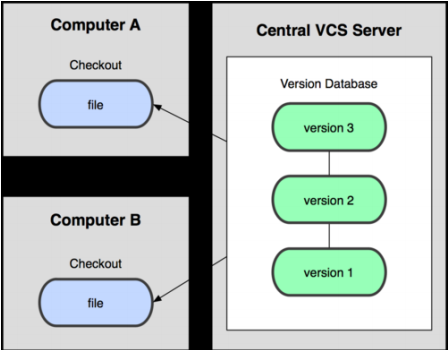 Computer A
Checkout
file
Computer B
Checkout
file
Central VCS Server
Version Database
version 3
version 2
version 1